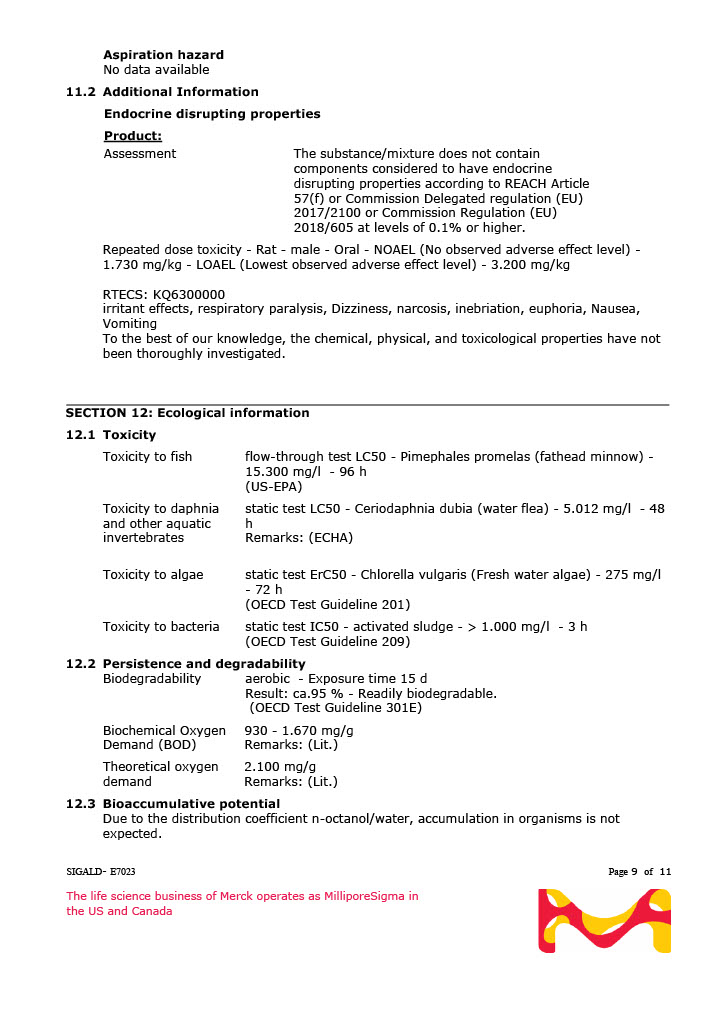 Aspiration hazard
No data available
11.2 Additional Information
Endocrine disrupting properties
Product:
Assessment The substance/mixture does not contain
components considered to have endocrine
disrupting properties according to REACH Article
57(f) or Commission Delegated regulation (EU)
2017/2100 or Commission Regulation (EU)
2018/605 at levels of 0.1% or higher.
Repeated dose toxicity - Rat - male - Oral - NOAEL (No observed adverse effect level) -
1.730 mg/kg - LOAEL (Lowest observed adverse effect level) - 3.200 mg/kg
RTECS: KQ6300000
irritant effects, respiratory paralysis, Dizziness, narcosis, inebriation, euphoria, Nausea,
Vomiting
To the best of our knowledge, the chemical, physical, and toxicological properties have not
been thoroughly investigated.
SECTION 12: Ecological information
12.1 Toxicity
Toxicity to fish flow-through test LC50 - Pimephales promelas (fathead minnow) -
15.300 mg/l - 96 h
(US-EPA)
Toxicity to daphnia static test LC50 - Ceriodaphnia dubia (water flea) - 5.012 mg/l - 48
and other aquatic h
invertebrates Remarks: (ECHA)
Toxicity to algae static test ErC50 - Chlorella vulgaris (Fresh water algae) - 275 mg/l
- 72 h
(OECD Test Guideline 201)
Toxicity to bacteria static test IC50 - activated sludge - > 1.000 mg/l - 3 h
(OECD Test Guideline 209)
12.2 Persistence and degradability
Biodegradability aerobic - Exposure time 15 d
Result: ca.95 % - Readily biodegradable.
(OECD Test Guideline 301E)
Biochemical Oxygen 930 - 1.670 mg/g
Demand (BOD) Remarks: (Lit.)
Theoretical oxygen 2.100 mg/g
demand Remarks: (Lit.)
12.3 Bioaccumulative potential
Due to the distribution coefficient n-octanol/water, accumulation in organisms is not
expected.
SIGALD- E7023 Page 9 of 11
The life science business of Merck operates as MilliporeSigma in
the US and Canada